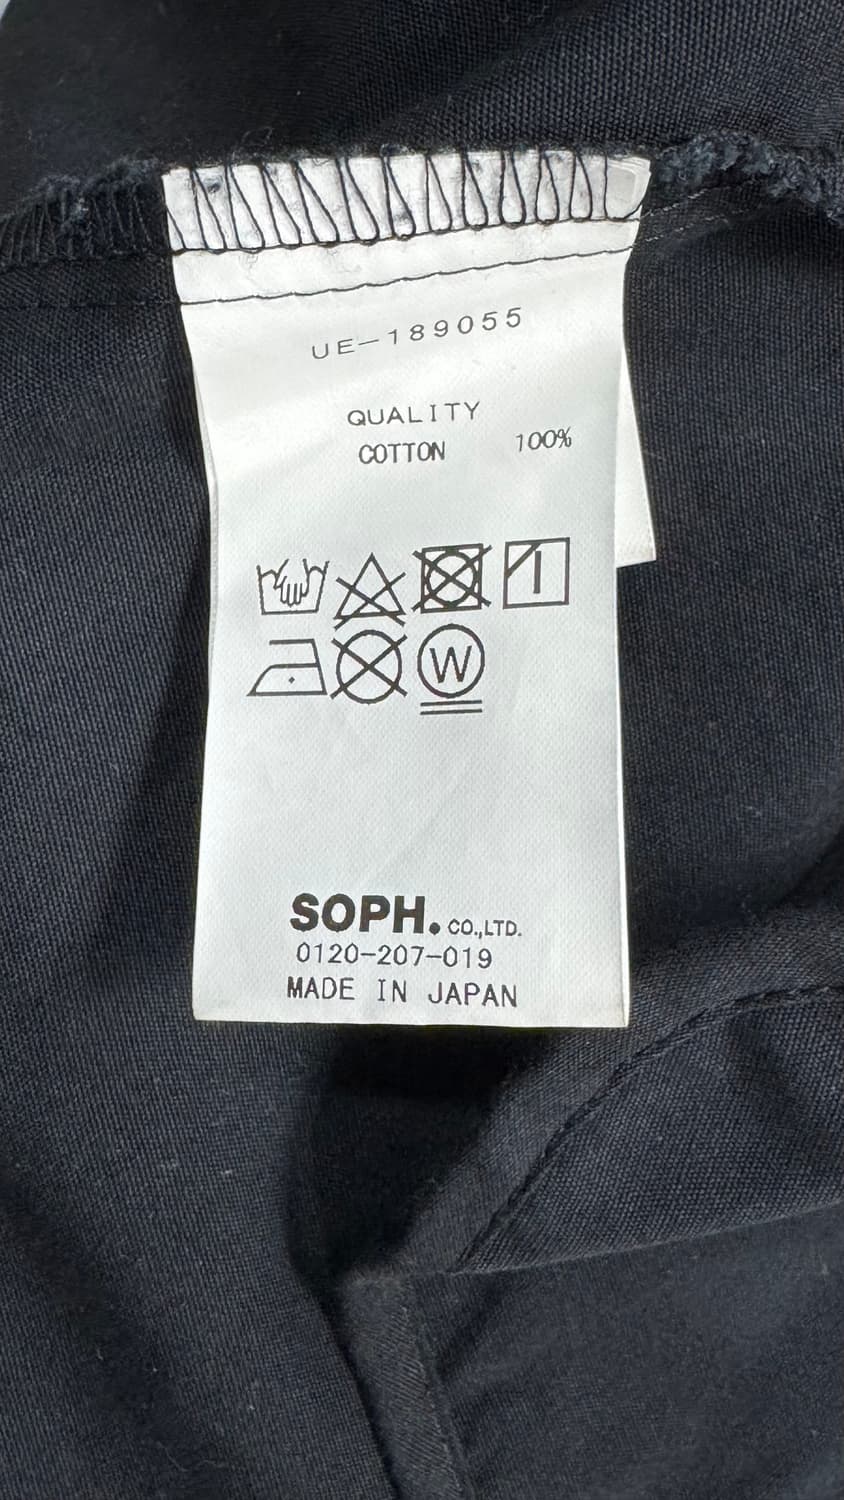 UE-189055
QUALITY
COTTON 100%
W
SOPH. CO.,LTD.
0120-207-019
MADE IN JAPAN